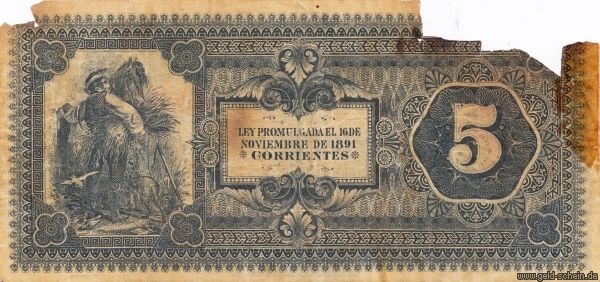 LEY PROMULGADA EL 16 DE
NOVIEMBRE DE 1891
* CORRIENTES *
5
www.geld-schein.de